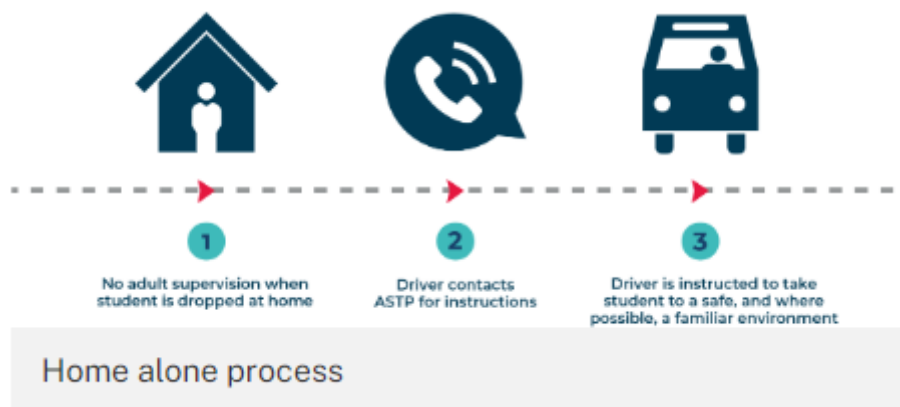 1
No adult supervision when
student is dropped at home
2
Driver contacts
ASTP for instructions
3
Driver is instructed to take
student to a safe, and where
possible, a familiar environment
Home alone process